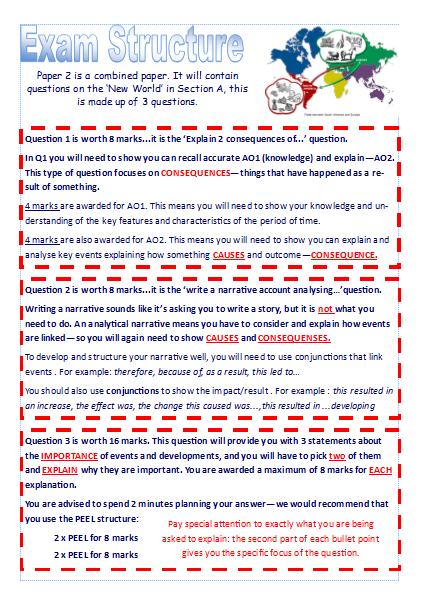 Exam Structure
Paper 2 is a combined paper. It will contain
questions on the ‘New World’ in Section A, this
is made up of 3 questions.
Question 1 is worth 8 marks…it is the ‘Explain 2 consequences of…’ question.
In Q1 you will need to show you can recall accurate AO1 (knowledge) and explain—AO2.
This type of question focuses on CONSEQUENCES—things that have happened as a re-
sult of something.
4 marks are awarded for AO1. This means you will need to show your knowledge and un-
derstanding of the key features and characteristics of the period of time.
4 marks are also awarded for AO2. This means you will need to show you can explain and
analyse key events explaining how something CAUSES and outcome—CONSEQUENCE.
Question 2 is worth 8 marks…it is the ‘write a narrative account analysing…’question.
Writing a narrative sounds like it’s asking you to write a story, but it is not what you
need to do. An analytical narrative means you have to consider and explain how events
are linked—so you will again need to show CAUSES and CONSEQUENCES.
To develop and structure your narrative well, you will need to use conjunctions that link
events . For example: therefore, because of, as a result, this led to…
You should also use conjunctions to show the impact/result . For example : this resulted in
an increase, the effect was, the change this caused was…,this resulted in …developing
Question 3 is worth 16 marks. This question will provide you with 3 statements about
the IMPORTANCE of events and developments, and you will have to pick two of them
and EXPLAIN why they are important. You are awarded a maximum of 8 marks for EACH
explanation.
You are advised to spend 2 minutes planning your answer—we would recommend that
you use the PEEL structure:
2 x PEEL for 8 marks
2 x PEEL for 8 marks
Pay special attention to exactly what you are being
asked to explain: the second part of each bullet point
gives you the specific focus of the question.